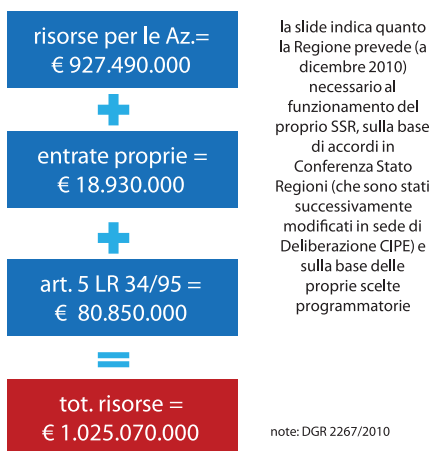 risorse per le Az.=
€ 927.490.000
+
entrate proprie =
€ 18.930.000
+
art. 5 LR 34/95 =
€ 80.850.000
=
tot. risorse =
€ 1.025.070.000
la slide indica quanto
la Regione prevede (a
dicembre 2010)
necessario al
funzionamento del
proprio SSR, sulla base
di accordi in
Conferenza Stato
Regioni (che sono stati
successivamente
modificati in sede di
Deliberazione CIPE) e
sulla base delle
proprie scelte
programmatorie
note: DGR 2267/2010